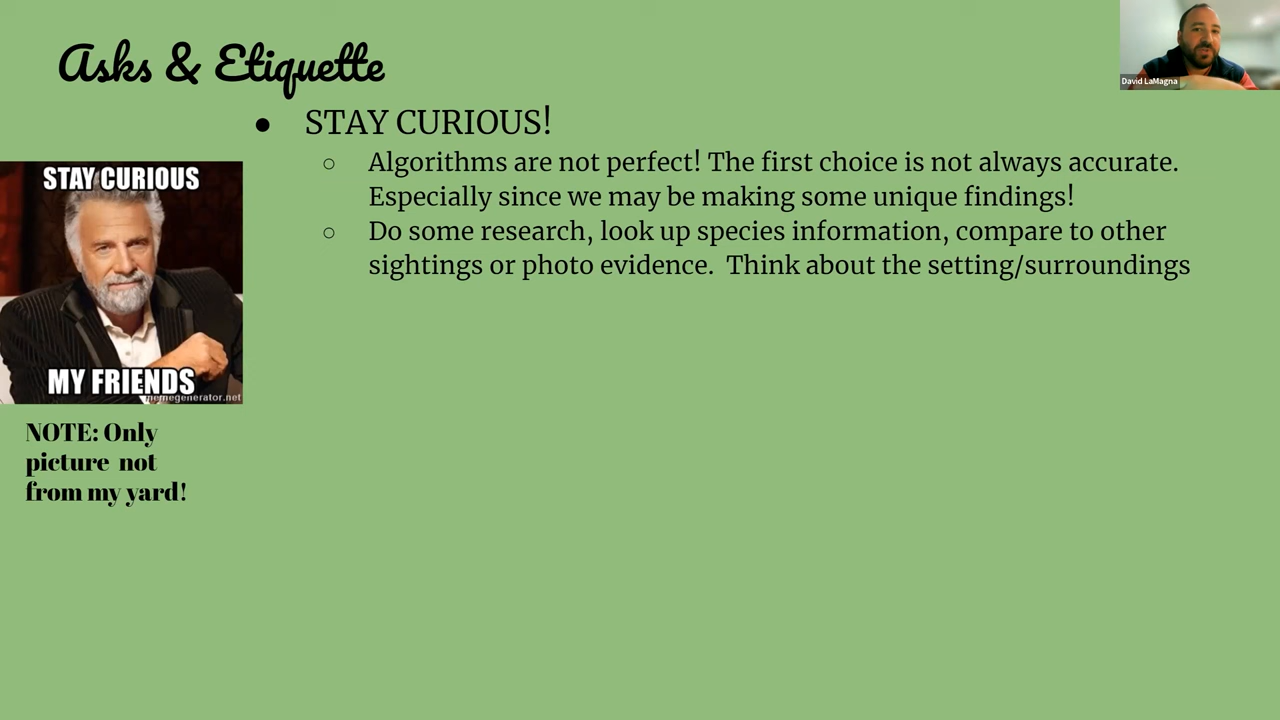 Asks & Etiquette
David LaMagna
● STAY CURIOUS!
○ Algorithms are not perfect! The first choice is not always accurate.
Especially since we may be making some unique findings!
○ Do some research, look up species information, compare to other
sightings or photo evidence.  Think about the setting/surroundings
STAY CURIOUS
MY FRIENDS
memegenerator.net
NOTE: Only
picture  not
from my yard!